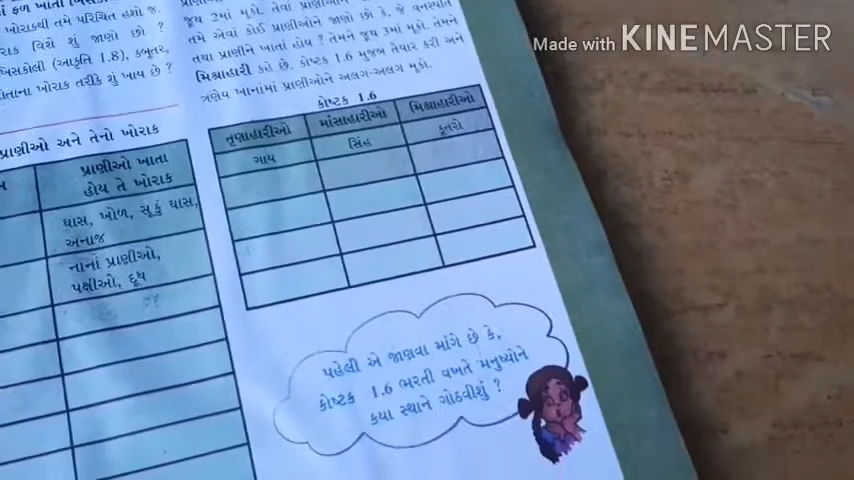 Made with KINEMASTER
ખોરાકથી તમે પરિચિત હશો જ.
વિશે શું જાણો છો ?
ખિસકોલી (આકૃતિ 1.8), કબૂતર,
ખોરાક તરીકે શું ખાય છે ?
પ્રાણીઓ અને તેનો ખોરાક
પ્રાણીઓ ખાતા
હોય તે ખોરાક
ઘાસ, ખોળ, સૂકું ઘાસ,
અનાજ
નાનાં પ્રાણીઓ,
પક્ષીઓ, દૂધ
જૂથ 2માં મૂકો. તેવાં
તમે એવાં કોઈ પ્રાણીઓને જાણો છો કે, જે વનસ્પતિ
તથા પ્રાણીને ખાતાં હોય ? તેમને જૂથ 3માં મૂકો. તેમને
મિશ્રાહારી કહે છે. કોષ્ટક 1.6 મુજબ તૈયાર કરી અને
ત્રણેય ખાનાંમાં પ્રાણીઓને અલગ-અલગ મૂકો.
કોષ્ટક 1.6
તૃણાહારીઓ માંસાહારીઓ મિશ્રાહારીઓ
ગાય સિંહ કૂતરો
પહેલી એ જાણવા માંગે છે કે,
કોષ્ટક 1.6 ભરતી વખતે મનુષ્યોને
કયા સ્થાને ગોઠવીશું ?